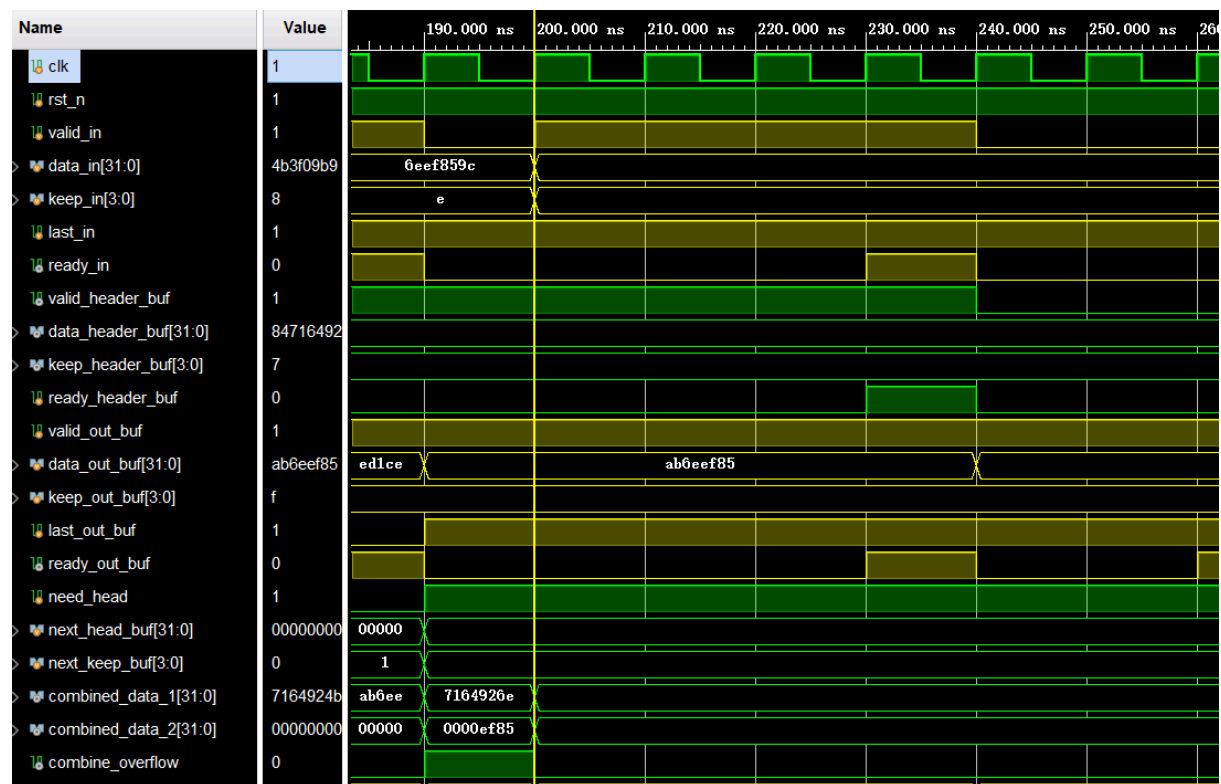 Name Value 190.000 ns 200.000 ns 210.000 ns 220.000 ns 230.000 ns 240.000 ns 250.000 ns 26
clk 1
rst_n 1
valid_in 1
data_in[31:0] 4b3f09b9 6eef859c
keep_in[3:0] 8 e
last_in 1
ready_in 0
valid_header_buf 1
data_header_buf[31:0] 84716492
keep_header_buf[3:0] 7
ready_header_buf 0
valid_out_buf 1
data_out_buf[31:0] ab6eef85 ed1ce ab6eef85
keep_out_buf[3:0] f
last_out_buf 1
ready_out_buf 0
need_head 1
next_head_buf[31:0] 00000000 00000
next_keep_buf[3:0] 0 1
combined_data_1[31:0] 7164924b ab6ee 7164926e
combined_data_2[31:0] 00000000 00000 0000ef85
combine_overflow 0